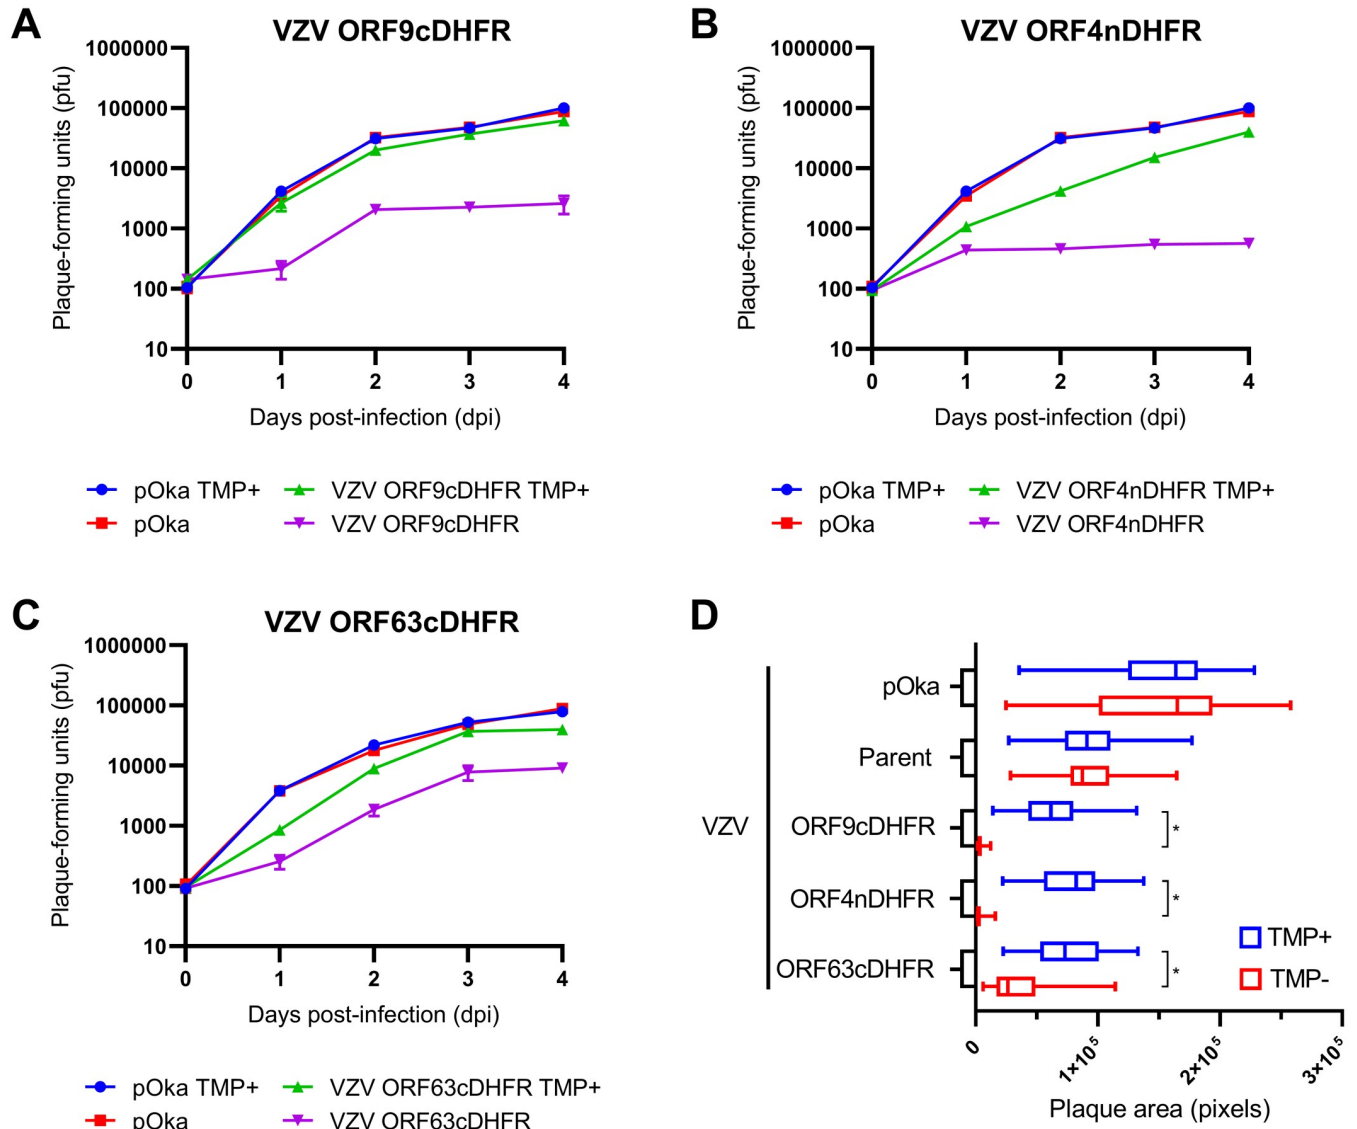 A
VZV ORF9cDHFR
Plaque-forming units (pfu)
1000000
100000
10000
1000
100
10
0 1 2 3 4
Days post-infection (dpi)
pOka TMP+ VZV ORF9cDHFR TMP+
pOka VZV ORF9cDHFR
B
VZV ORF4nDHFR
Plaque-forming units (pfu)
1000000
100000
10000
1000
100
10
0 1 2 3 4
Days post-infection (dpi)
pOka TMP+ VZV ORF4nDHFR TMP+
pOka VZV ORF4nDHFR
C
VZV ORF63cDHFR
Plaque-forming units (pfu)
1000000
100000
10000
1000
100
10
0 1 2 3 4
Days post-infection (dpi)
pOka TMP+ VZV ORF63cDHFR TMP+
pOka VZV ORF63cDHFR
D
VZV
pOka
Parent
ORF9cDHFR *
ORF4nDHFR *
ORF63cDHFR *
TMP+
TMP-
0 1×10⁵ 2×10⁵ 3×10⁵
Plaque area (pixels)